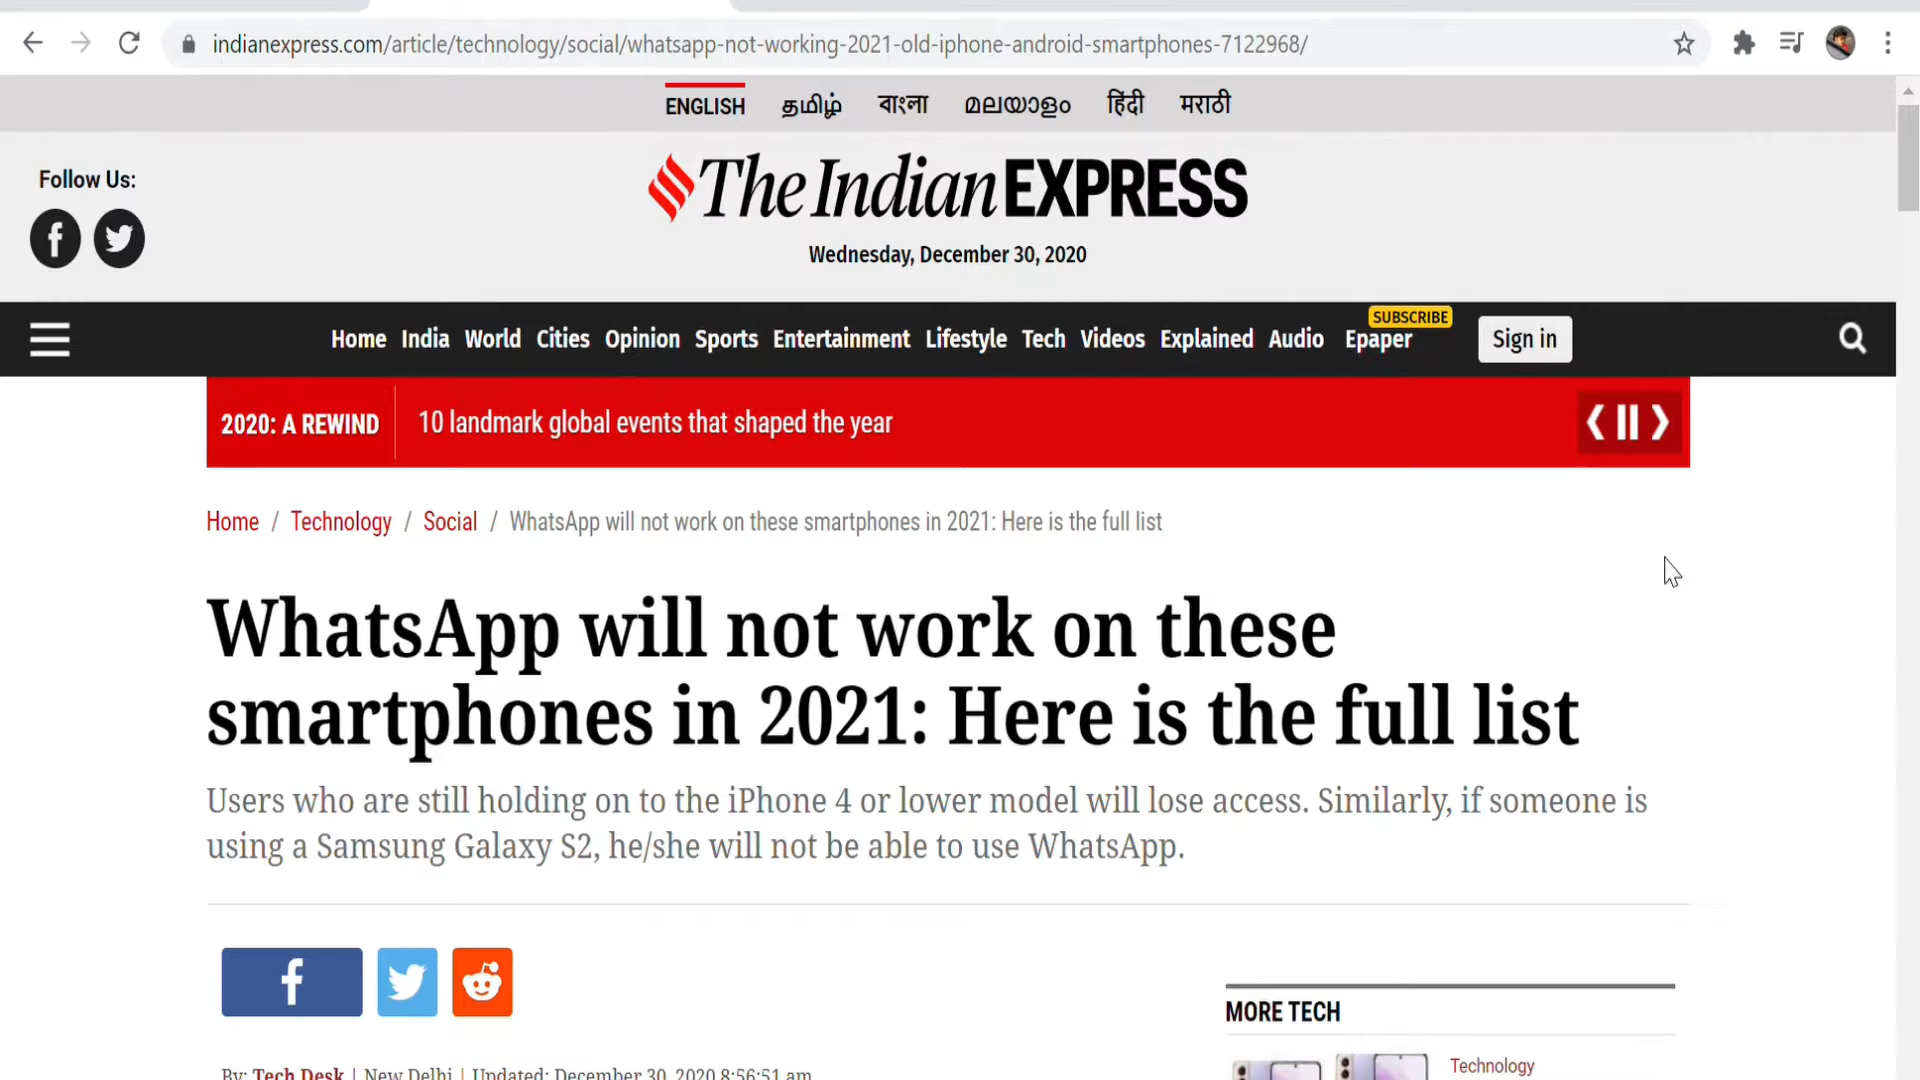 indianexpress.com/article/technology/social/whatsapp-not-working-2021-old-iphone-android-smartphones-7122968/
ENGLISH தமிழ் বাংলা മലയാളം हिंदी मराठी
Follow Us:
The Indian EXPRESS
Wednesday, December 30, 2020
SUBSCRIBE
Home India World Cities Opinion Sports Entertainment Lifestyle Tech Videos Explained Audio Epaper Sign in
2020: A REWIND 10 landmark global events that shaped the year
Home / Technology / Social / WhatsApp will not work on these smartphones in 2021: Here is the full list
WhatsApp will not work on these
smartphones in 2021: Here is the full list
Users who are still holding on to the iPhone 4 or lower model will lose access. Similarly, if someone is
using a Samsung Galaxy S2, he/she will not be able to use WhatsApp.
MORE TECH
Technology
By: Tech Desk | New Delhi | Updated: December 30, 2020 8:56:51 am